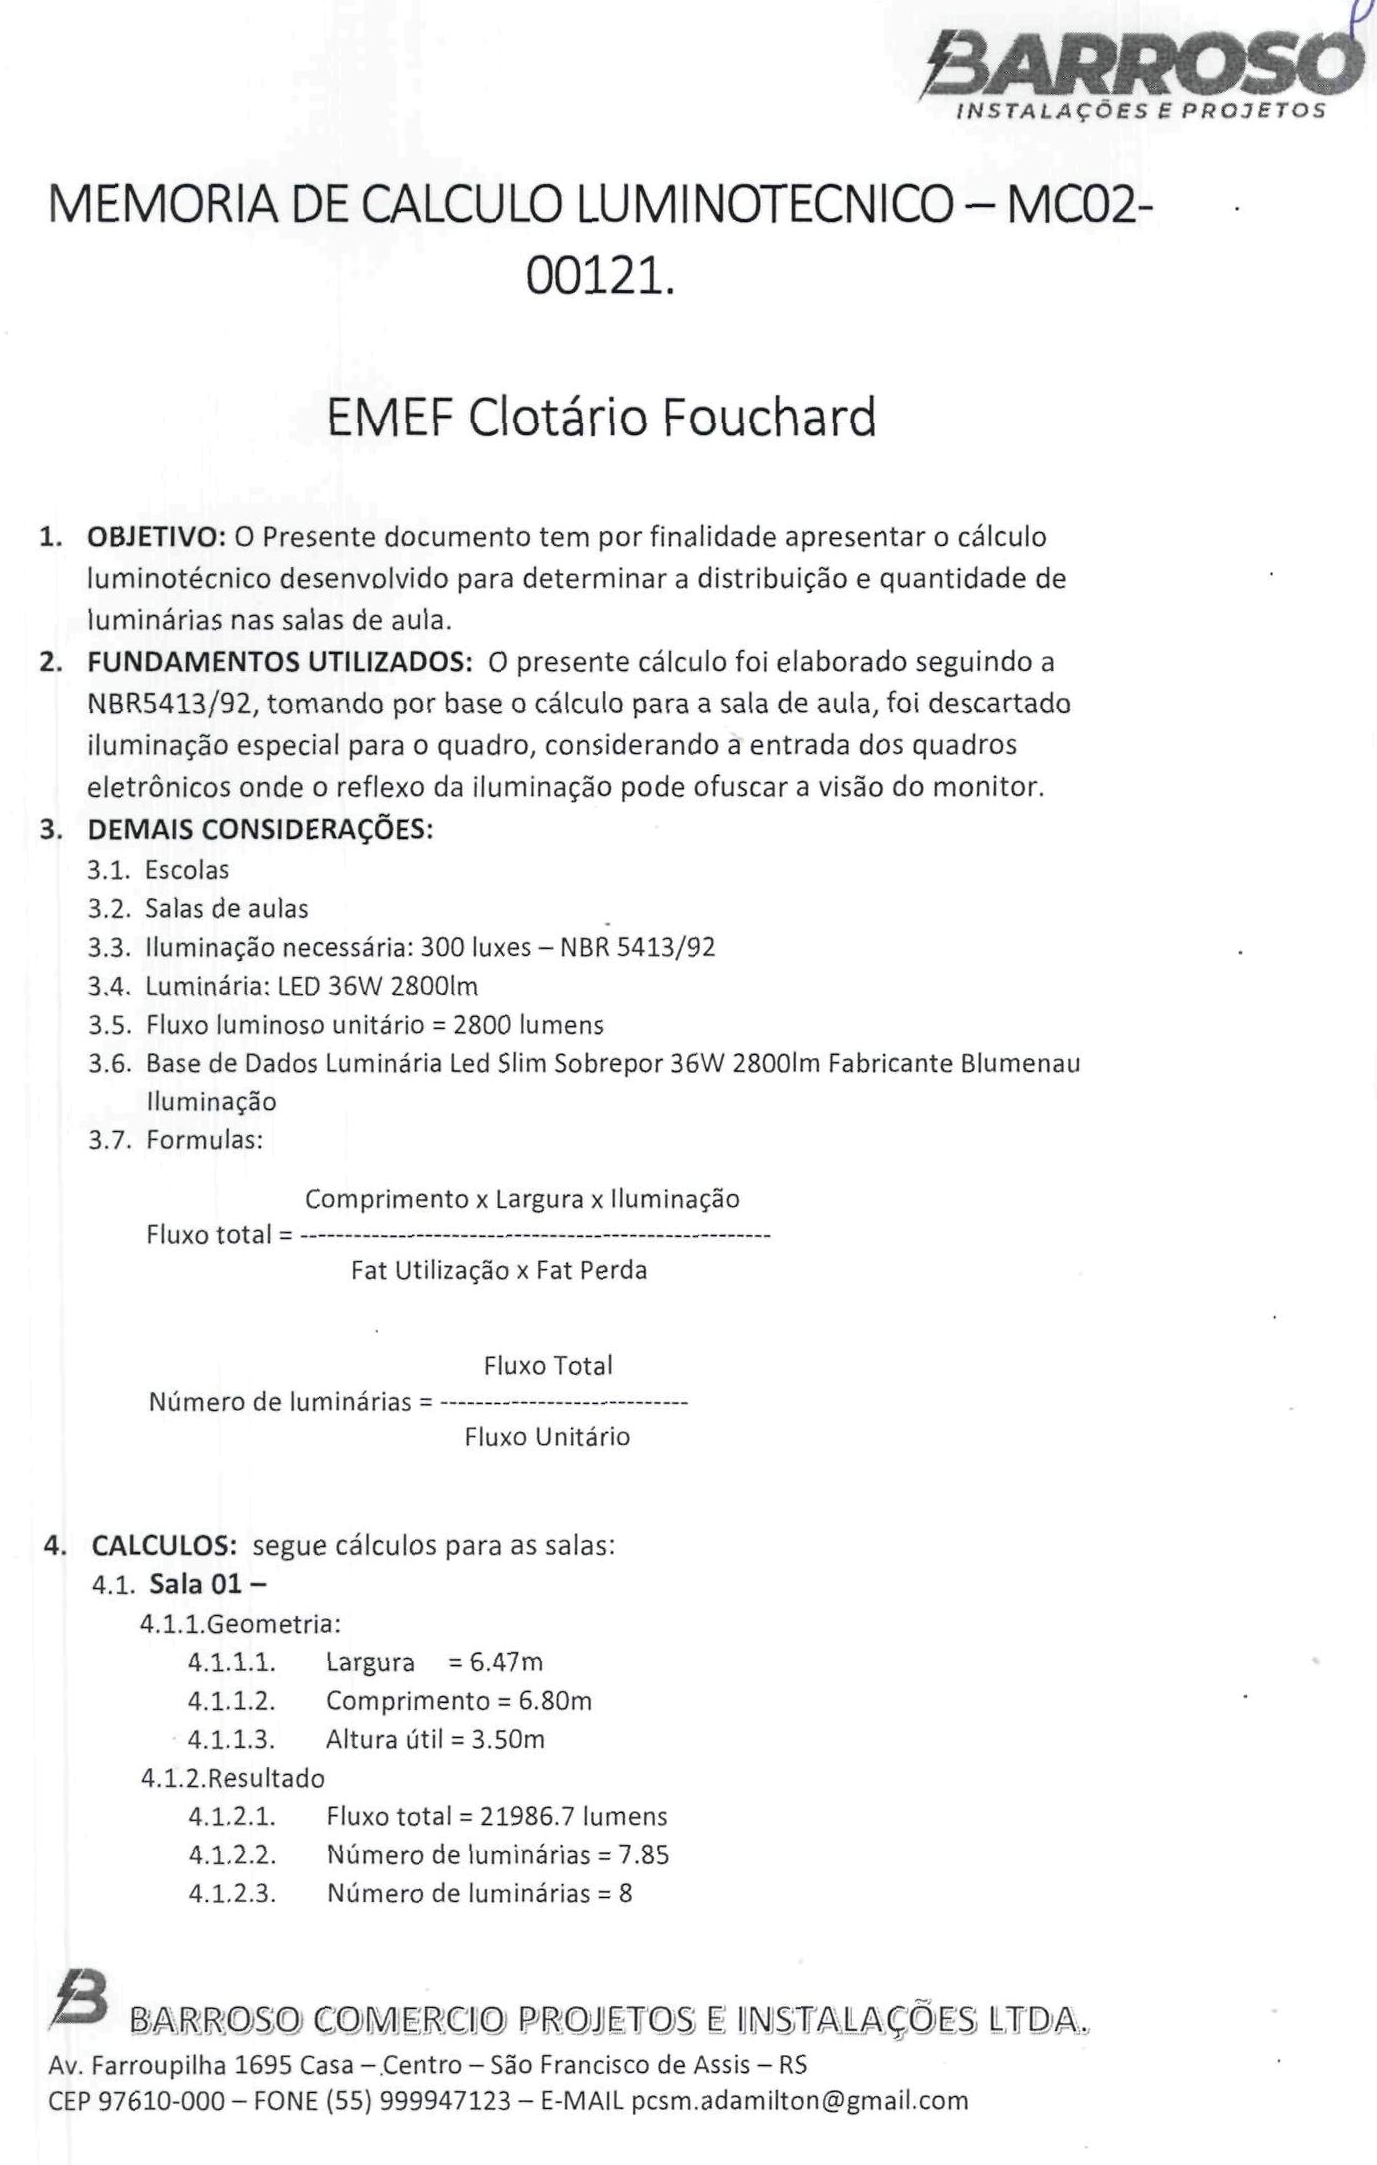 BARROSO
INSTALAÇÕES E PROJETOS
MEMORIA DE CALCULO LUMINOTECNICO – MC02-
00121.
EMEF Clotário Fouchard
1. OBJETIVO: O Presente documento tem por finalidade apresentar o cálculo
luminotécnico desenvolvido para determinar a distribuição e quantidade de
luminárias nas salas de aula.
2. FUNDAMENTOS UTILIZADOS: O presente cálculo foi elaborado seguindo a
NBR5413/92, tomando por base o cálculo para a sala de aula, foi descartado
iluminação especial para o quadro, considerando a entrada dos quadros
eletrônicos onde o reflexo da iluminação pode ofuscar a visão do monitor.
3. DEMAIS CONSIDERAÇÕES:
3.1. Escolas
3.2. Salas de aulas
3.3. Iluminação necessária: 300 luxes – NBR 5413/92
3.4. Luminária: LED 36W 2800lm
3.5. Fluxo luminoso unitário = 2800 lumens
3.6. Base de Dados Luminária Led Slim Sobrepor 36W 2800lm Fabricante Blumenau
Iluminação
3.7. Formulas:
Comprimento x Largura x Iluminação
Fluxo total = -----------------------------------------------------
Fat Utilização x Fat Perda
Fluxo Total
Número de luminárias = ----------------------------
Fluxo Unitário
4. CALCULOS: segue cálculos para as salas:
4.1. Sala 01 –
4.1.1.Geometria:
4.1.1.1. Largura = 6.47m
4.1.1.2. Comprimento = 6.80m
4.1.1.3. Altura útil = 3.50m
4.1.2.Resultado
4.1.2.1. Fluxo total = 21986.7 lumens
4.1.2.2. Número de luminárias = 7.85
4.1.2.3. Número de luminárias = 8
B BARROSO COMERCIO PROJETOS E INSTALAÇÕES LTDA.
Av. Farroupilha 1695 Casa – Centro – São Francisco de Assis – RS
CEP 97610-000 – FONE (55) 999947123 – E-MAIL pcsm.adamilton@gmail.com